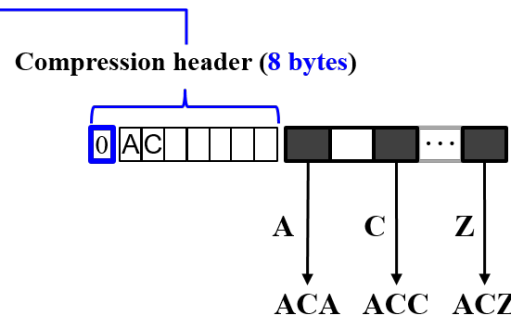 Compression header (8 bytes)
0 A C ...
A C Z
ACA ACC ACZ